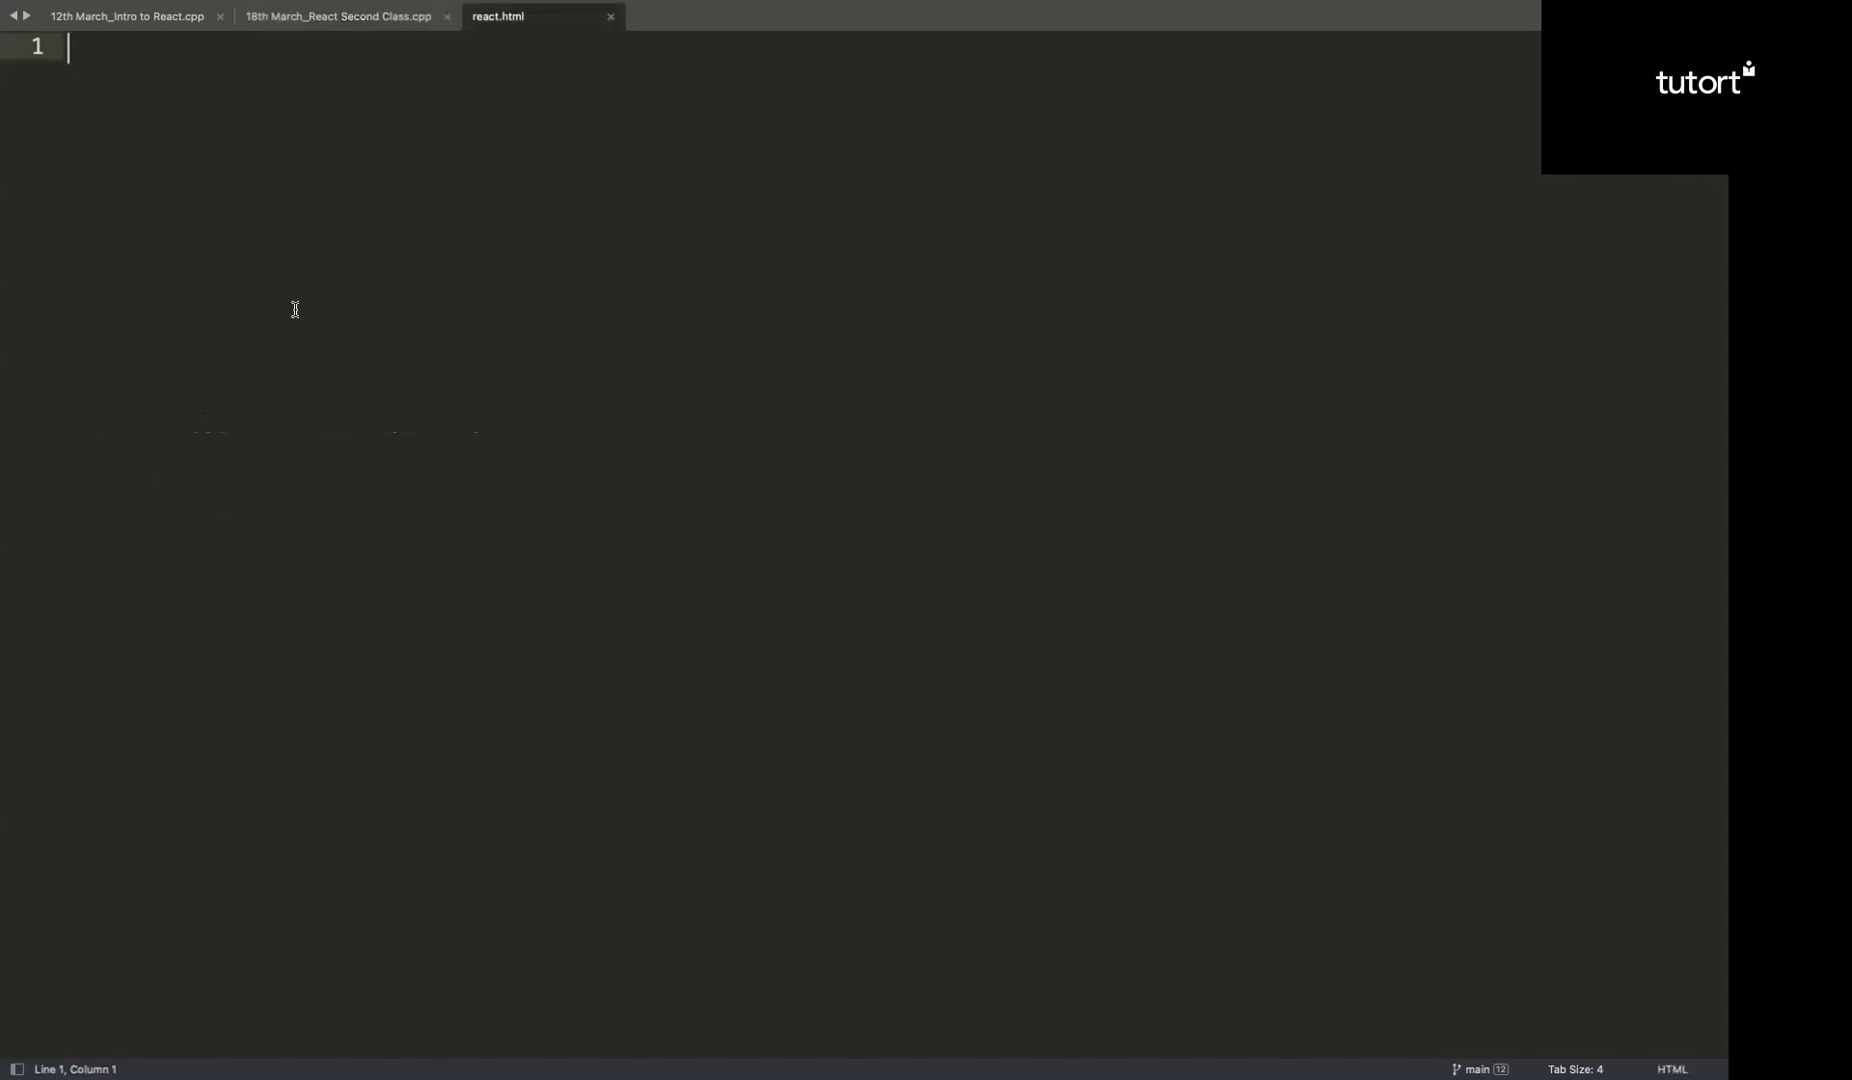 12th March_Intro to React.cpp
18th March_React Second Class.cpp
react.html
tutort
1
Line 1, Column 1
main 12
Tab Size: 4
HTML